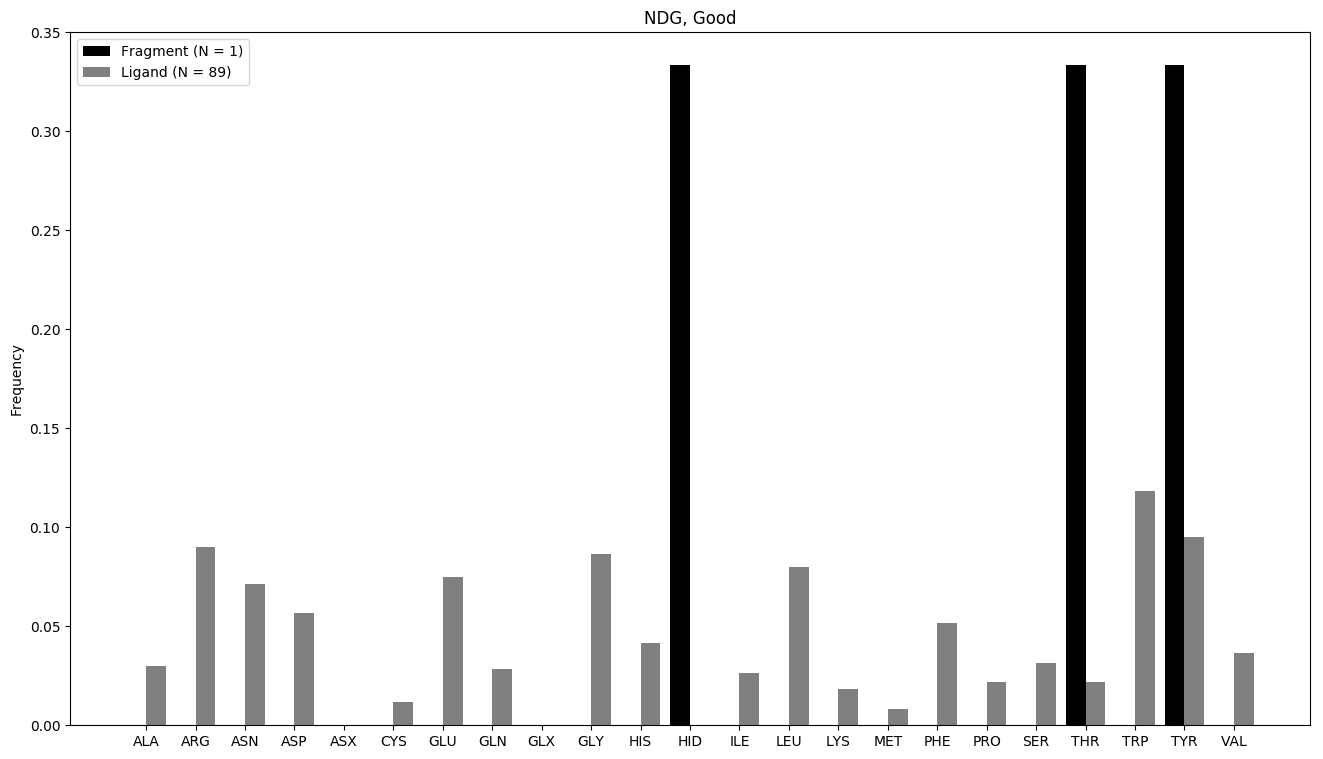 NDG, Good
Fragment (N = 1)
Ligand (N = 89)
Frequency
0.35
0.30
0.25
0.20
0.15
0.10
0.05
0.00
ALA ARG ASN ASP ASX CYS GLU GLN GLX GLY HIS HID ILE LEU LYS MET PHE PRO SER THR TRP TYR VAL